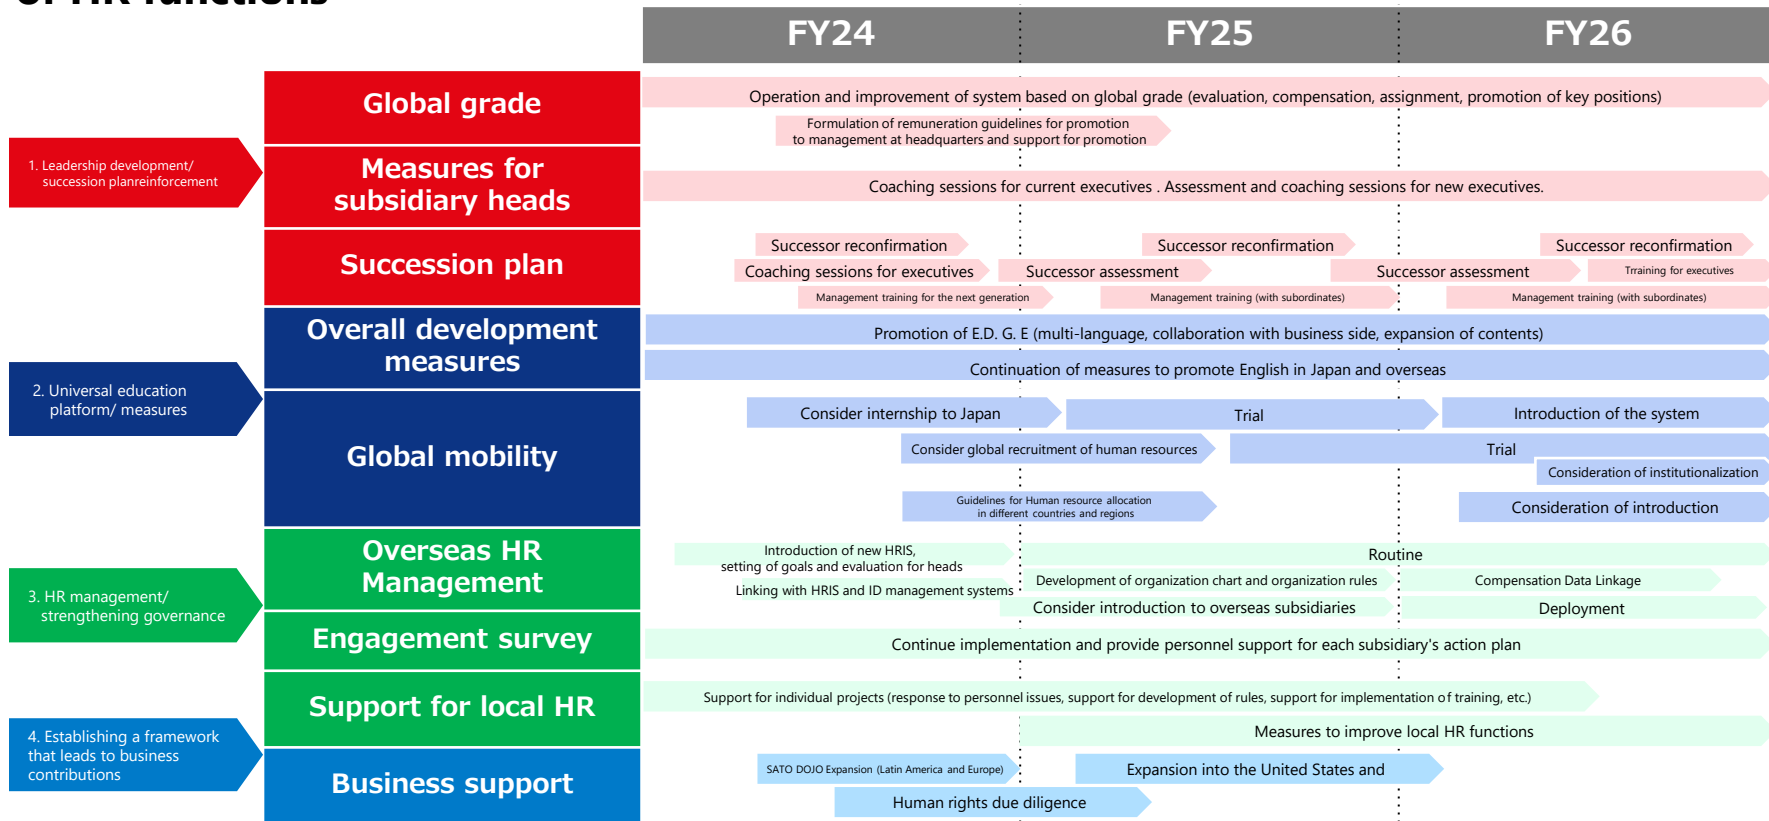 of HR functions
FY24
FY25
FY26
1. Leadership development/
succession planreinforcement
Global grade
Operation and improvement of system based on global grade (evaluation, compensation, assignment, promotion of key positions)
Formulation of remuneration guidelines for promotion
to management at headquarters and support for promotion
Measures for
subsidiary heads
Coaching sessions for current executives . Assessment and coaching sessions for new executives.
Succession plan
Successor reconfirmation
Successor reconfirmation
Successor reconfirmation
Coaching sessions for executives
Successor assessment
Successor assessment
Trraining for executives
Management training for the next generation
Management training (with subordinates)
Management training (with subordinates)
2. Universal education
platform/ measures
Overall development
measures
Promotion of E.D. G. E (multi-language, collaboration with business side, expansion of contents)
Continuation of measures to promote English in Japan and overseas
Global mobility
Consider internship to Japan
Trial
Introduction of the system
Consider global recruitment of human resources
Trial
Consideration of institutionalization
Guidelines for Human resource allocation
in different countries and regions
Consideration of introduction
3. HR management/
strengthening governance
Overseas HR
Management
Introduction of new HRIS,
setting of goals and evaluation for heads
Routine
Linking with HRIS and ID management systems
Development of organization chart and organization rules
Compensation Data Linkage
Consider introduction to overseas subsidiaries
Deployment
Engagement survey
Continue implementation and provide personnel support for each subsidiary's action plan
Support for local HR
Support for individual projects (response to personnel issues, support for development of rules, support for implementation of training, etc.)
Measures to improve local HR functions
4. Establishing a framework
that leads to business
contributions
Business support
SATO DOJO Expansion (Latin America and Europe)
Expansion into the United States and
Human rights due diligence